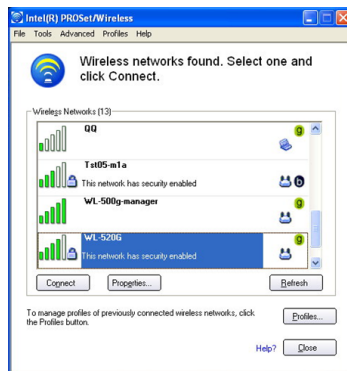 Intel(R) PROSet/Wireless
File Tools Advanced Profiles Help
Wireless networks found. Select one and
click Connect.
Wireless Networks (13)
QQ
g
Tst05-m1a
This network has security enabled
b
WL-500g-manager
g
WL-520G
g
This network has security enabled
Connect
Properties...
Refresh
To manage profiles of previously connected wireless networks, click
the Profiles button.
Profiles...
Help?
Close